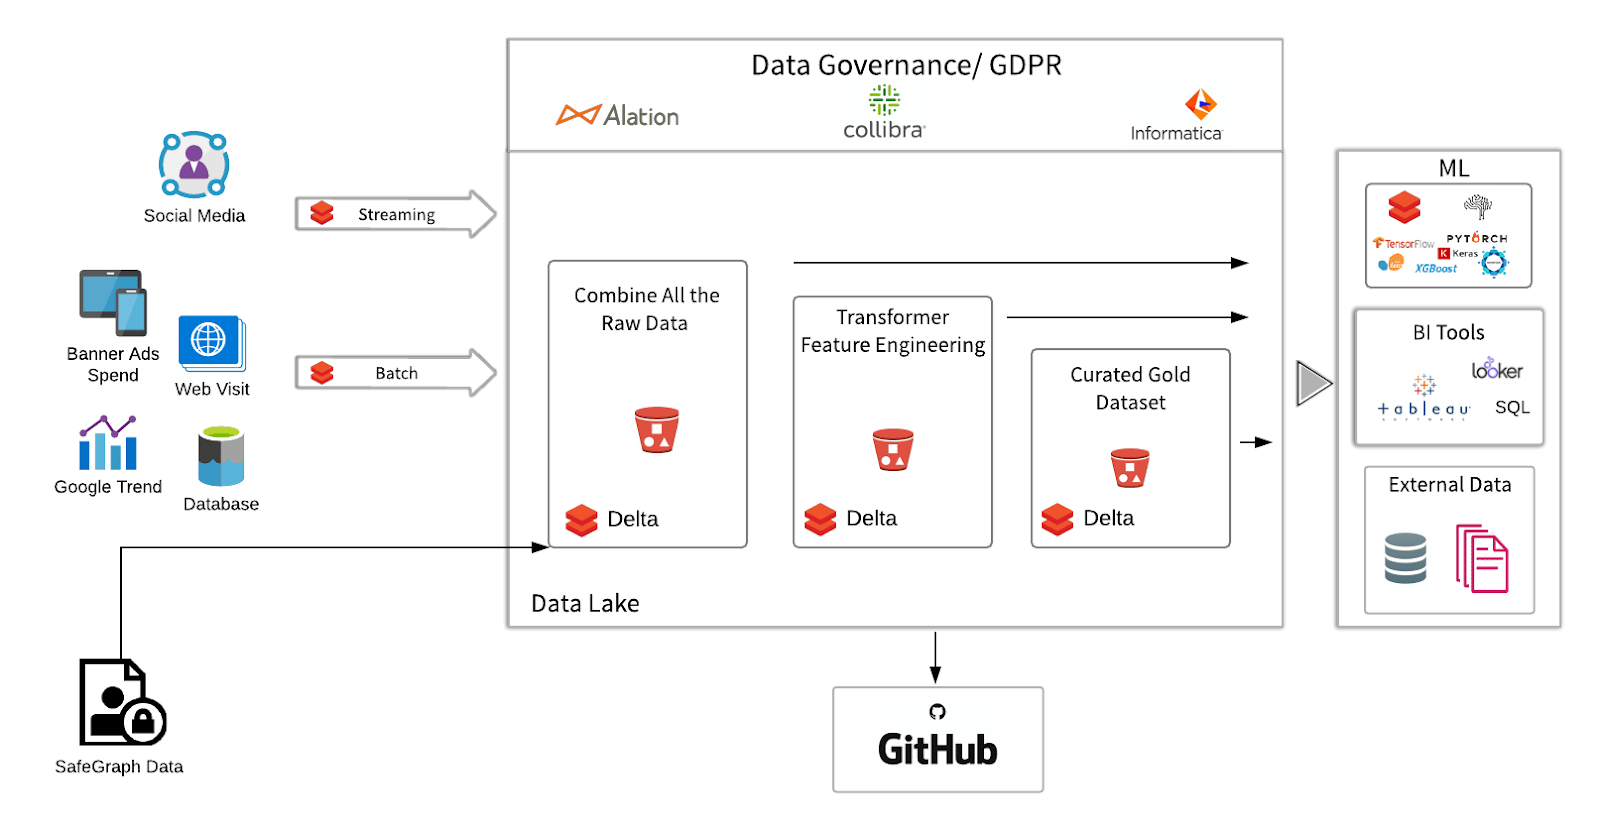 Data Governance/ GDPR
Alation
collibra
Informatica
Social Media
Streaming
Banner Ads
Spend
Web Visit
Batch
Google Trend
Database
SafeGraph Data
Combine All the
Raw Data
Delta
Transformer
Feature Engineering
Delta
Curated Gold
Dataset
Delta
Data Lake
GitHub
ML
TensorFlow
PYTORCH
K Keras
XGBoost
BI Tools
looker
+ableau
SQL
External Data